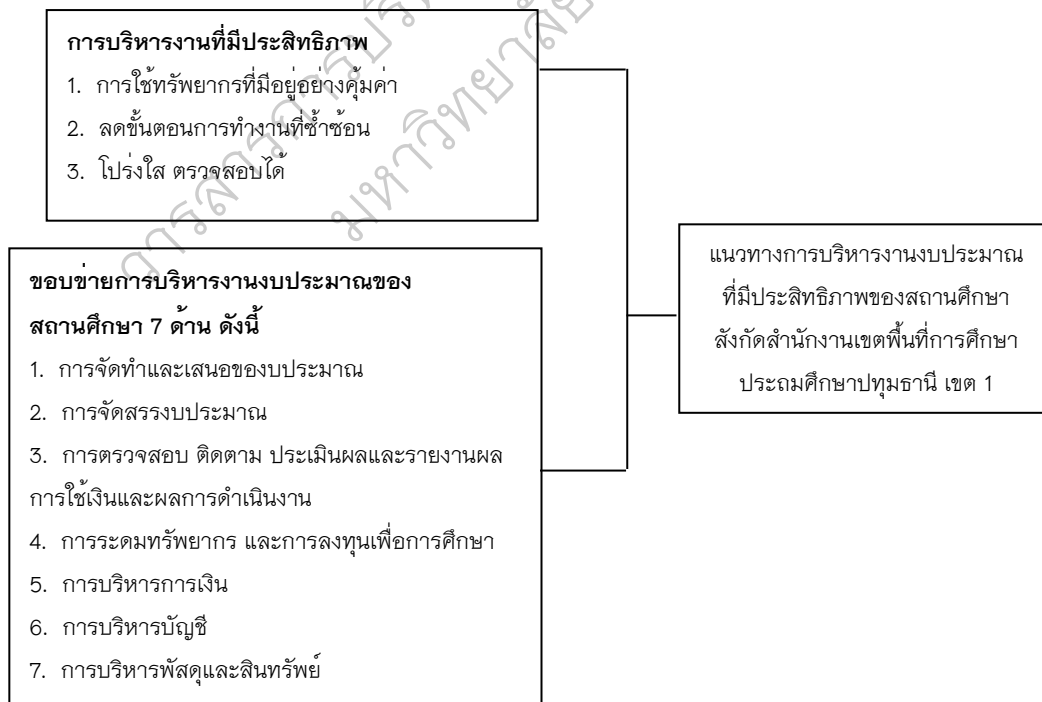 การบริหารงานที่มีประสิทธิภาพ
1. การใช้ทรัพยากรที่มีอยู่อย่างคุ้มค่า
2. ลดขั้นตอนการทำงานที่ซ้ำซ้อน
3. โปร่งใส ตรวจสอบได้
ขอบข่ายการบริหารงานงบประมาณของ
สถานศึกษา 7 ด้าน ดังนี้
1. การจัดทำและเสนอของบประมาณ
2. การจัดสรรงบประมาณ
3. การตรวจสอบ ติดตาม ประเมินผลและรายงานผล
การใช้เงินและผลการดำเนินงาน
4. การระดมทรัพยากร และการลงทุนเพื่อการศึกษา
5. การบริหารการเงิน
6. การบริหารบัญชี
7. การบริหารพัสดุและสินทรัพย์
แนวทางการบริหารงานงบประมาณ
ที่มีประสิทธิภาพของสถานศึกษา
สังกัดสำนักงานเขตพื้นที่การศึกษา
ประถมศึกษาปทุมธานี เขต 1